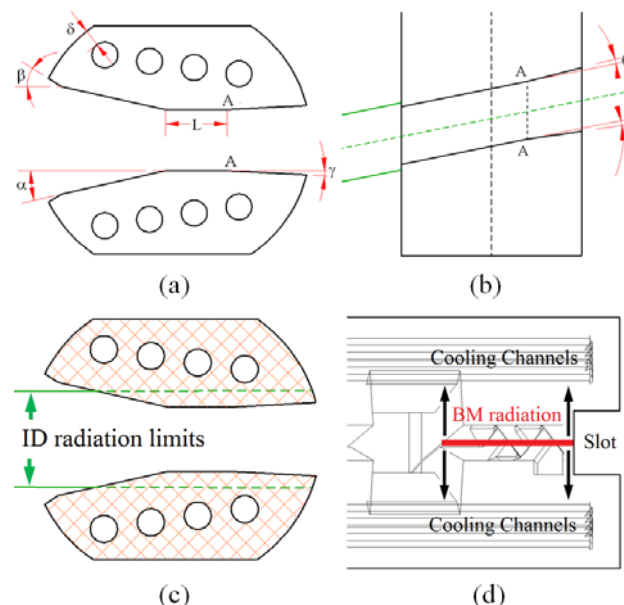 δ
β
A
L
A
γ
α
(a)
A
A
(b)
ID radiation limits
(c)
Cooling Channels
BM radiation
Slot
Cooling Channels
(d)